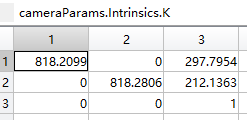 cameraParams.Intrinsics.K
1 2 3
1 818.2099 0 297.7954
2 0 818.2806 212.1363
3 0 0 1